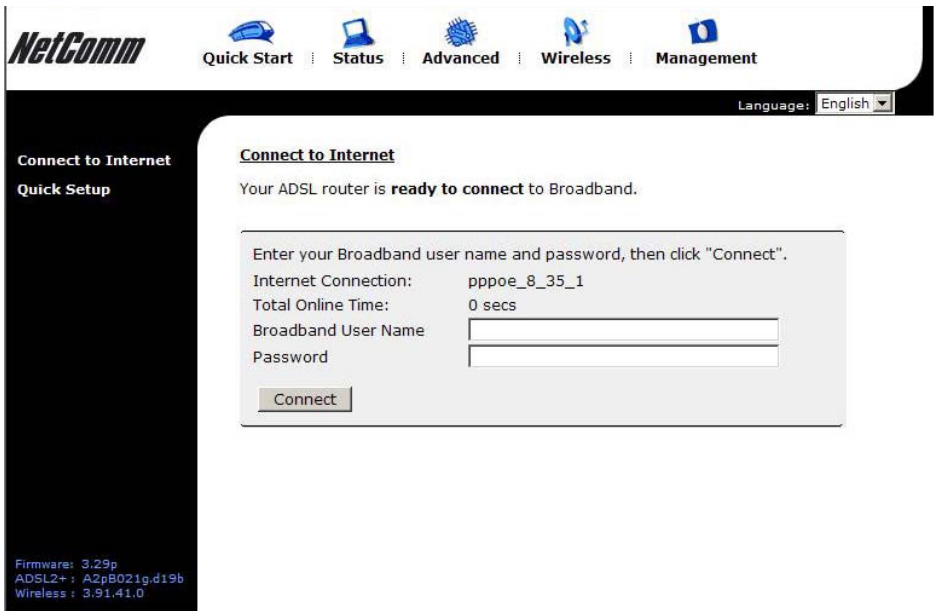 NetComm
Quick Start | Status | Advanced | Wireless | Management
Language: English
Connect to Internet
Quick Setup
Connect to Internet
Your ADSL router is ready to connect to Broadband.
Enter your Broadband user name and password, then click "Connect".
Internet Connection: pppoe_8_35_1
Total Online Time: 0 secs
Broadband User Name
Password
Connect
Firmware: 3.29p
ADSL2+ : A2pB021g.d19b
Wireless : 3.91.41.0